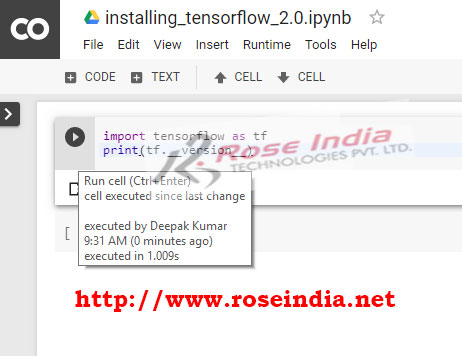 CO
installing_tensorflow_2.0.ipynb
File Edit View Insert Runtime Tools Help
+ CODE + TEXT ↑ CELL ↓ CELL
import tensorflow as tf
print(tf.__version__)
Rose India
TECHNOLOGIES PVT. LTD.
Run cell (Ctrl+Enter)
cell executed since last change
executed by Deepak Kumar
9:31 AM (0 minutes ago)
executed in 1.009s
[
http://www.roseindia.net